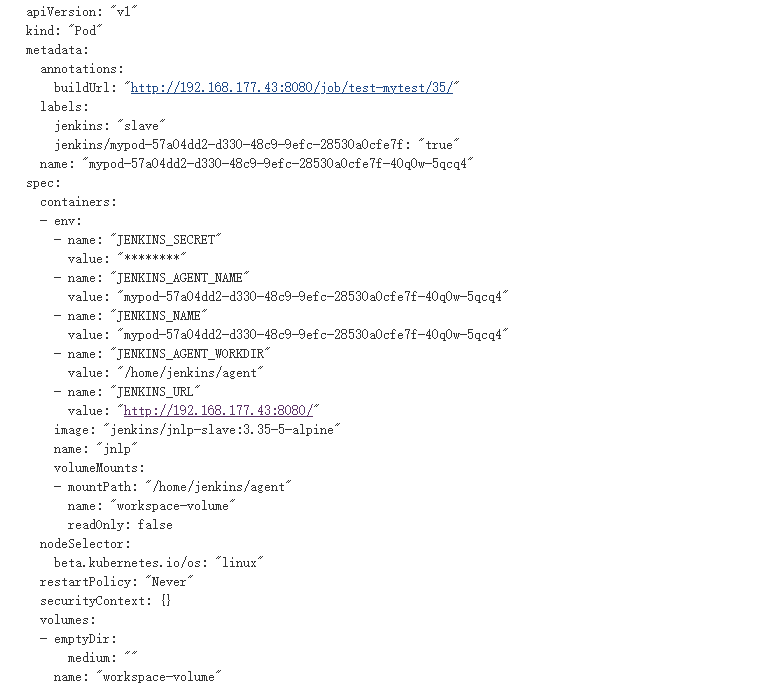 apiVersion: "v1"
kind: "Pod"
metadata:
  annotations:
    buildUrl: "http://192.168.177.43:8080/job/test-mytest/35/"
  labels:
    jenkins: "slave"
    jenkins/mypod-57a04dd2-d330-48c9-9efc-28530a0cfe7f: "true"
  name: "mypod-57a04dd2-d330-48c9-9efc-28530a0cfe7f-40q0w-5qcq4"
spec:
  containers:
  - env:
    - name: "JENKINS_SECRET"
      value: "********"
    - name: "JENKINS_AGENT_NAME"
      value: "mypod-57a04dd2-d330-48c9-9efc-28530a0cfe7f-40q0w-5qcq4"
    - name: "JENKINS_NAME"
      value: "mypod-57a04dd2-d330-48c9-9efc-28530a0cfe7f-40q0w-5qcq4"
    - name: "JENKINS_AGENT_WORKDIR"
      value: "/home/jenkins/agent"
    - name: "JENKINS_URL"
      value: "http://192.168.177.43:8080/"
    image: "jenkins/jnlp-slave:3.35-5-alpine"
    name: "jnlp"
    volumeMounts:
    - mountPath: "/home/jenkins/agent"
      name: "workspace-volume"
      readOnly: false
  nodeSelector:
    beta.kubernetes.io/os: "linux"
  restartPolicy: "Never"
  securityContext: {}
  volumes:
  - emptyDir:
      medium: ""
    name: "workspace-volume"